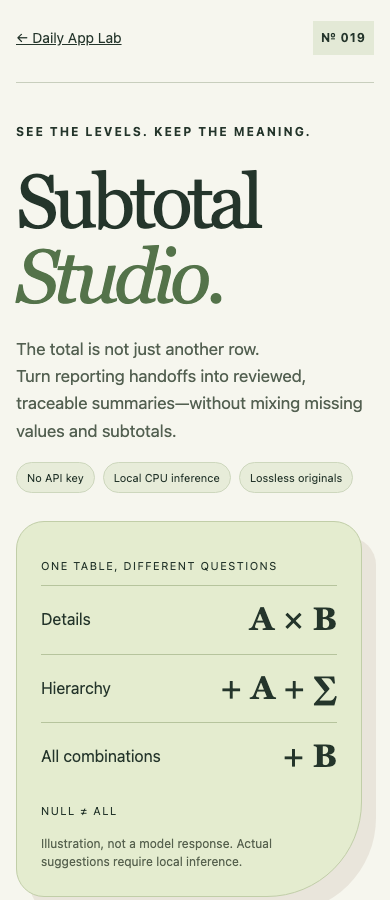 ← Daily App Lab
Nº 019
SEE THE LEVELS. KEEP THE MEANING.
Subtotal
Studio.
The total is not just another row.
Turn reporting handoffs into reviewed,
traceable summaries—without mixing missing
values and subtotals.
No API key
Local CPU inference
Lossless originals
ONE TABLE, DIFFERENT QUESTIONS
Details A × B
Hierarchy + A + ∑
All combinations + B
NULL ≠ ALL
Illustration, not a model response. Actual
suggestions require local inference.